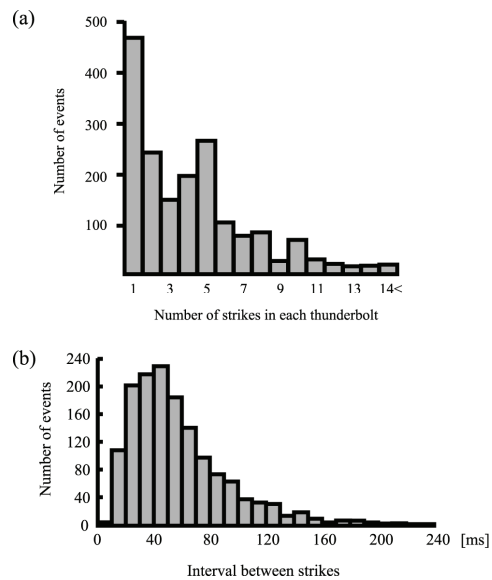 (a)
500
400
300
200
100
Number of events
1 3 5 7 9 11 13 14<
Number of strikes in each thunderbolt
(b)
240
200
160
120
80
40
0
Number of events
0 40 80 120 160 200 240 [ms]
Interval between strikes